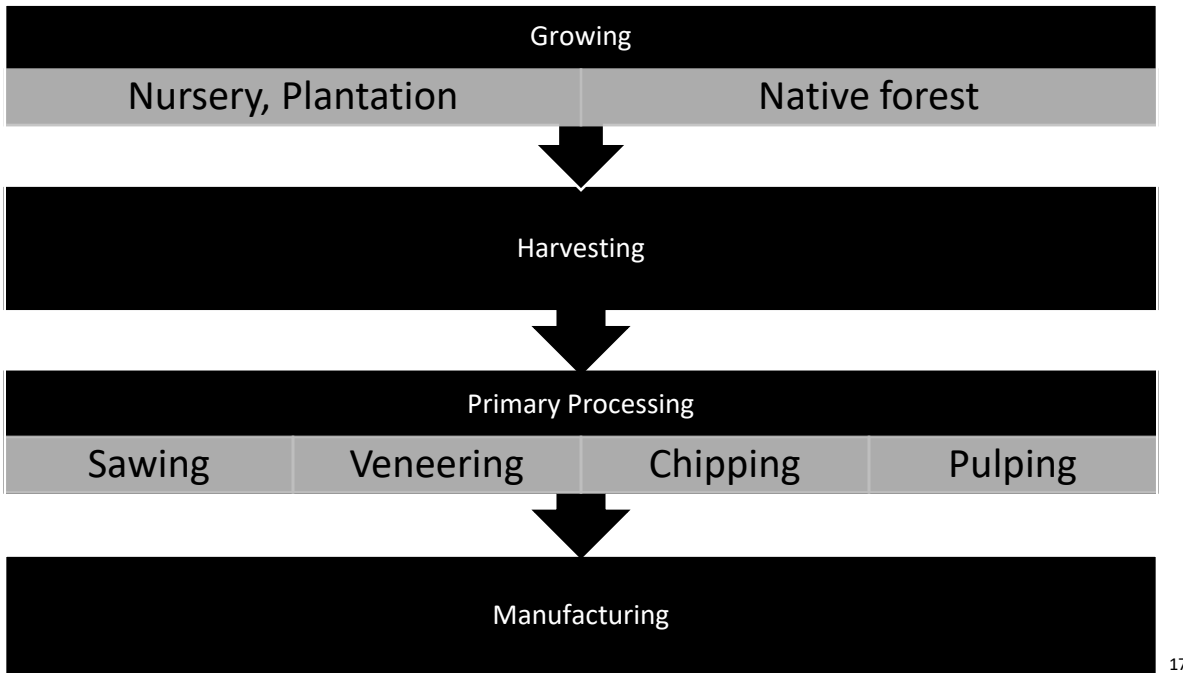 Growing
Nursery, Plantation
Native forest
Harvesting
Primary Processing
Sawing
Veneering
Chipping
Pulping
Manufacturing
17